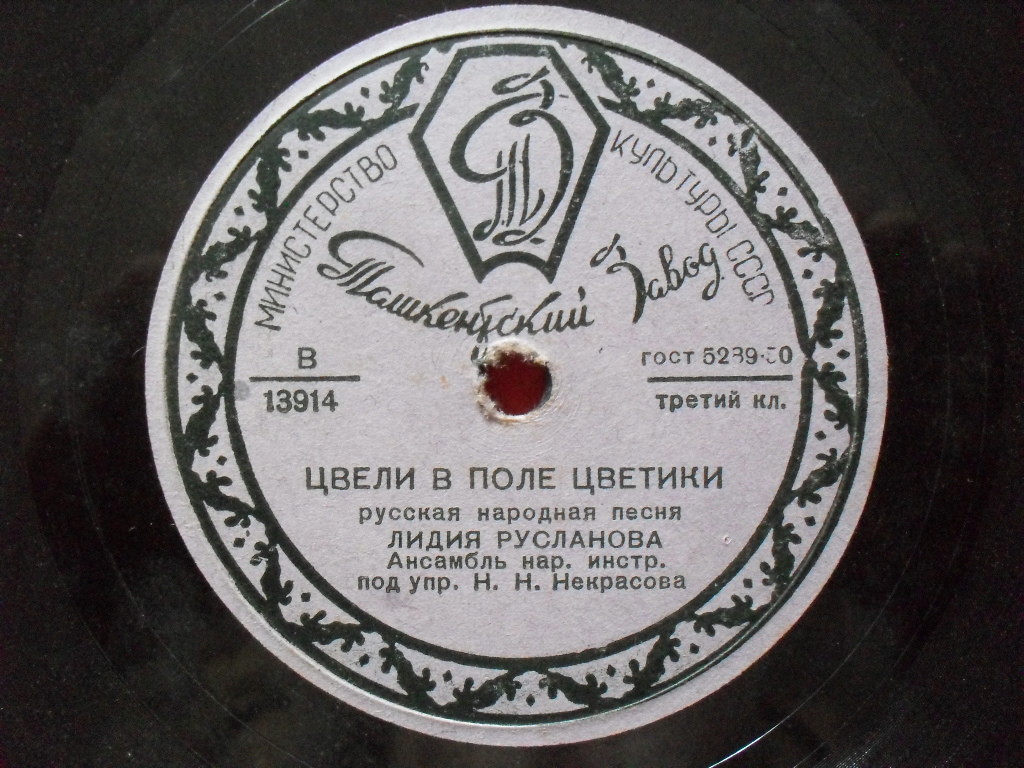 МИНИСТЕРСТВО КУЛЬТУРЫ СССР
Ташкентский Завод
В
13914
ГОСТ 5289-50
третий кл.
ЦВЕЛИ В ПОЛЕ ЦВЕТИКИ
русская народная песня
ЛИДИЯ РУСЛАНОВА
Ансамбль нар. инстр.
под упр. Н. Н. Некрасова